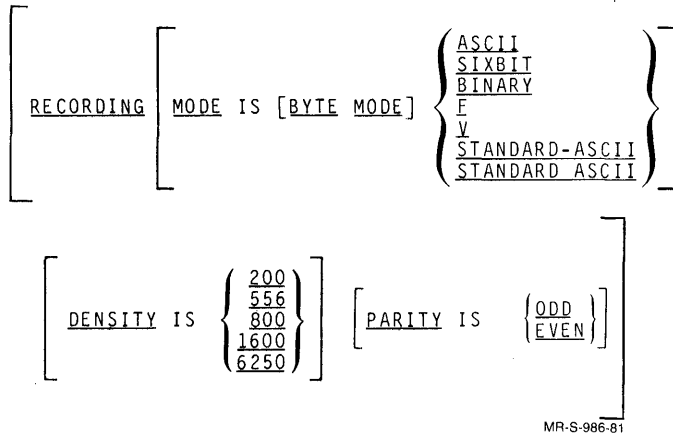 ASCII
SIXBIT
BINARY
RECORDING [MODE IS [BYTE MODE] F
V
STANDARD-ASCII
STANDARD ASCII
200
556
DENSITY IS 800 PARITY IS ODD
1600 EVEN
6250
MR-S-986-81